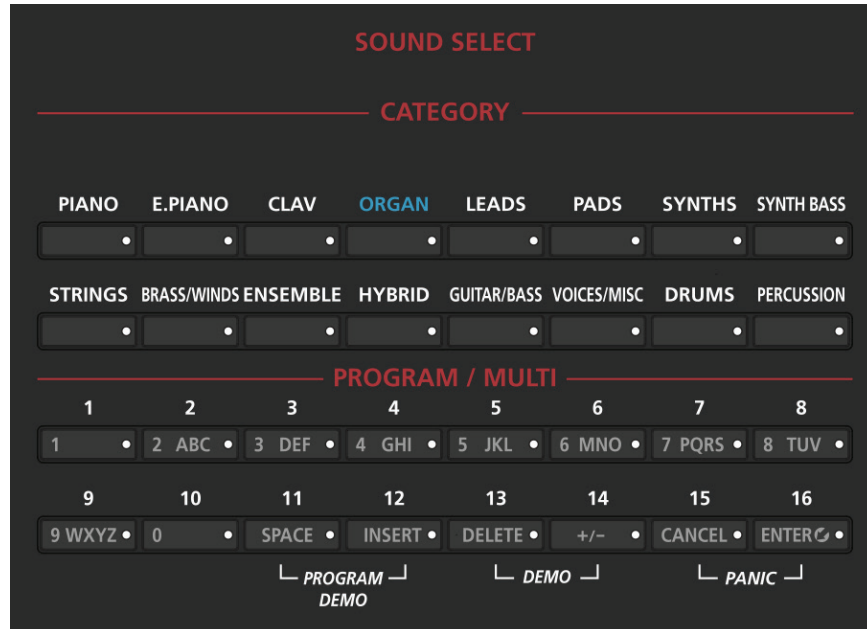 SOUND SELECT
CATEGORY
PIANO E.PIANO CLAV ORGAN LEADS PADS SYNTHS SYNTH BASS
STRINGS BRASS/WINDS ENSEMBLE HYBRID GUITAR/BASS VOICES/MISC DRUMS PERCUSSION
PROGRAM / MULTI
1 2 3 4 5 6 7 8
1 2 ABC 3 DEF 4 GHI 5 JKL 6 MNO 7 PQRS 8 TUV
9 10 11 12 13 14 15 16
9 WXYZ 0 SPACE INSERT DELETE +/- CANCEL ENTER
PROGRAM DEMO PANIC
DEMO